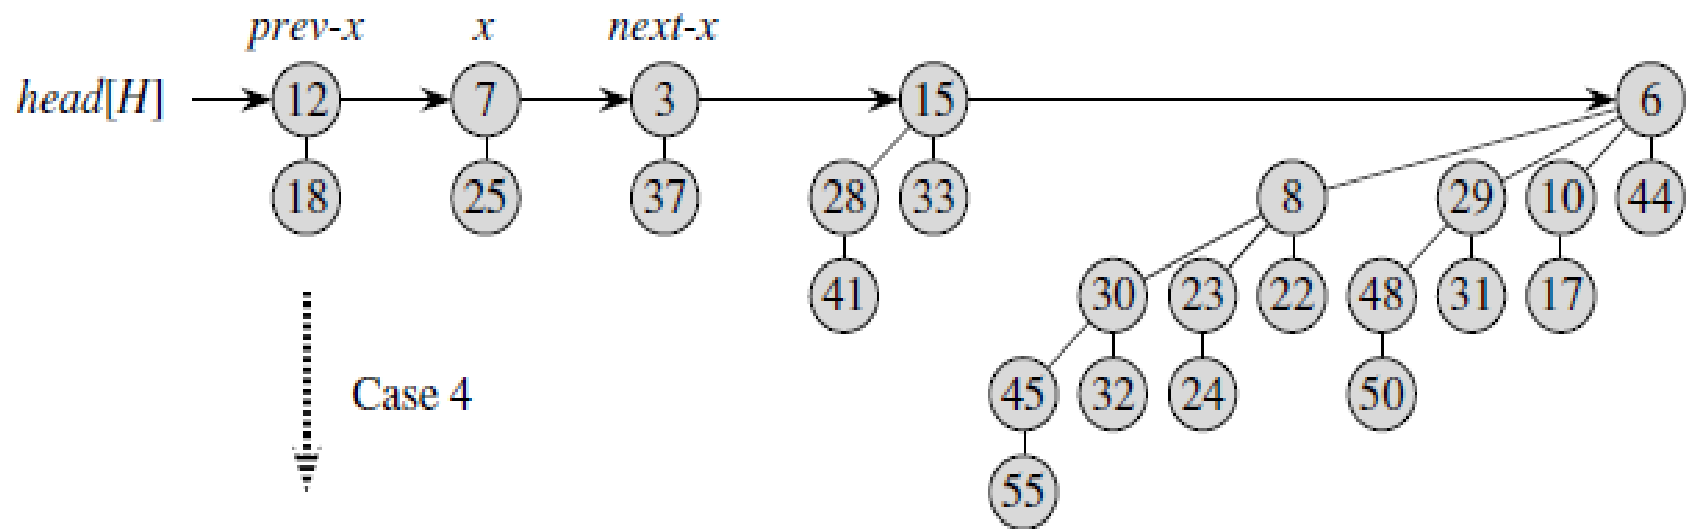 prev-x x next-x
head[H] 12 7 3 15 6
18 25 37 28 33 8 29 10 44
41 30 23 22 48 31 17
Case 4 45 32 24 50
55